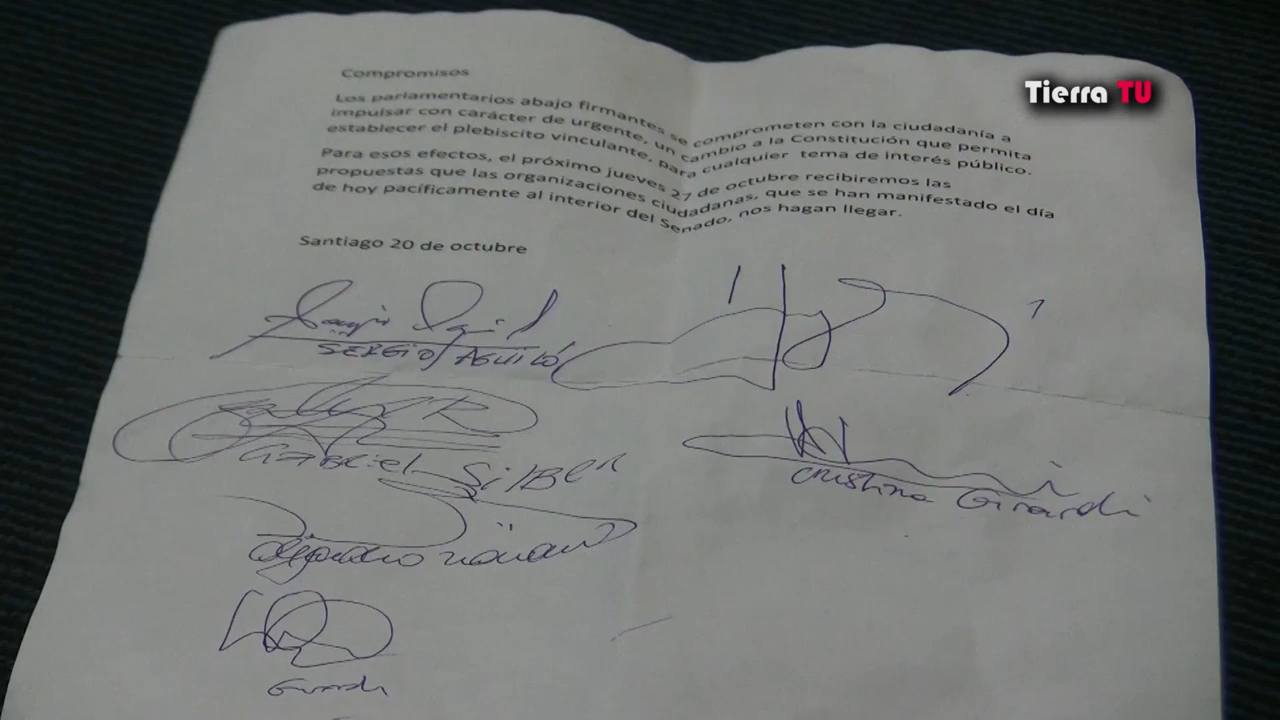 Tierra TU
Compromisos
Los parlamentarios abajo firmantes se comprometen con la ciudadanía a
impulsar con carácter de urgente, un cambio a la Constitución que permita
establecer el plebiscito vinculante, para cualquier tema de interés público.
Para esos efectos, el próximo jueves 27 de octubre recibiremos las
propuestas que las organizaciones ciudadanas, que se han manifestado el día
de hoy pacíficamente al interior del Senado, nos hagan llegar.
Santiago 20 de octubre
SERGIO AGUILÓ
GABRIEL SILBER
Cristina Girardi